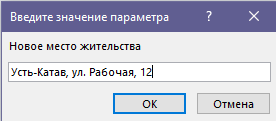 Введите значение параметра ? ×
Новое место жительства
Усть-Катав, ул. Рабочая, 12
ОК Отмена